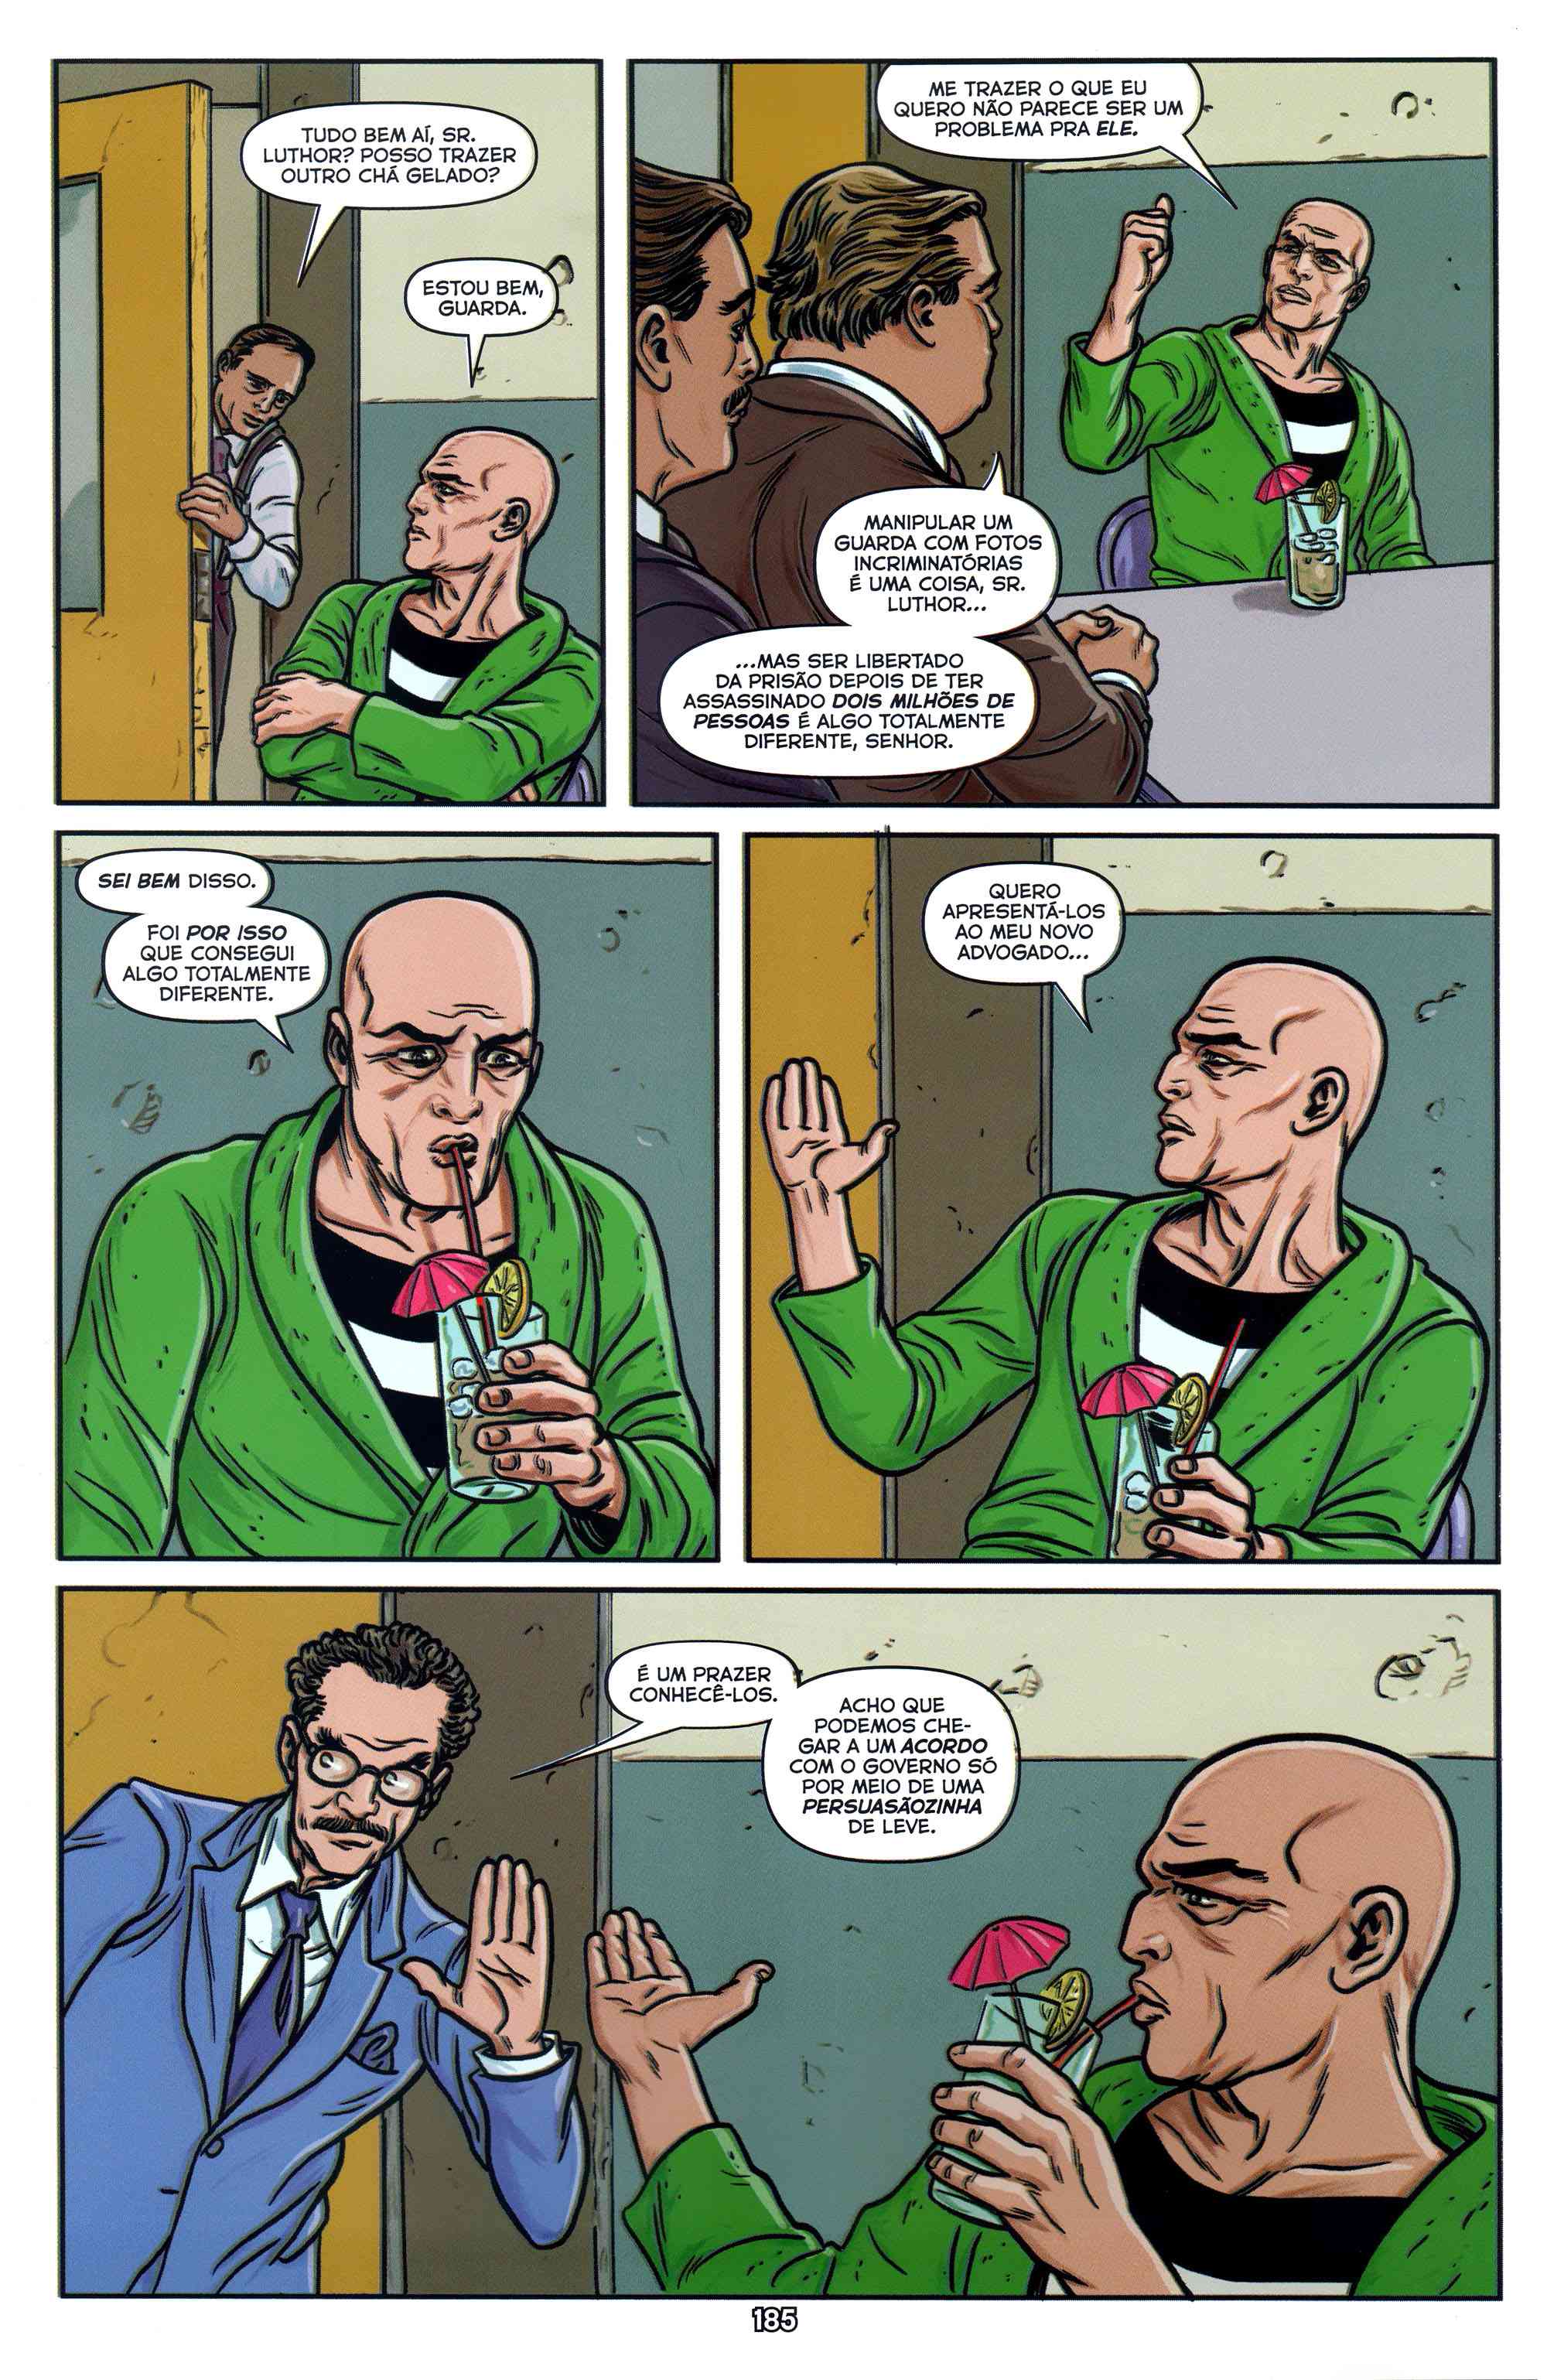 TUDO BEM AÍ, SR.
LUTHOR? POSSO TRAZER
OUTRO CHÁ GELADO?
ESTOU BEM,
GUARDA.
ME TRAZER O QUE EU
QUERO NÃO PARECE SER UM
PROBLEMA PRA ELE.
MANIPULAR UM
GUARDA COM FOTOS
INCRIMINATÓRIAS
É UMA COISA, SR.
LUTHOR...
...MAS SER LIBERTADO
DA PRISÃO DEPOIS DE TER
ASSASSINADO DOIS MILHÕES DE
PESSOAS É ALGO TOTALMENTE
DIFERENTE, SENHOR.
SEI BEM DISSO.
FOI POR ISSO
QUE CONSEGUI
ALGO TOTALMENTE
DIFERENTE.
QUERO
APRESENTÁ-LOS
AO MEU NOVO
ADVOGADO...
É UM PRAZER
CONHECÊ-LOS.
ACHO QUE
PODEMOS CHE-
GAR A UM ACORDO
COM O GOVERNO SÓ
POR MEIO DE UMA
PERSUASÃOZINHA
DE LEVE.
185